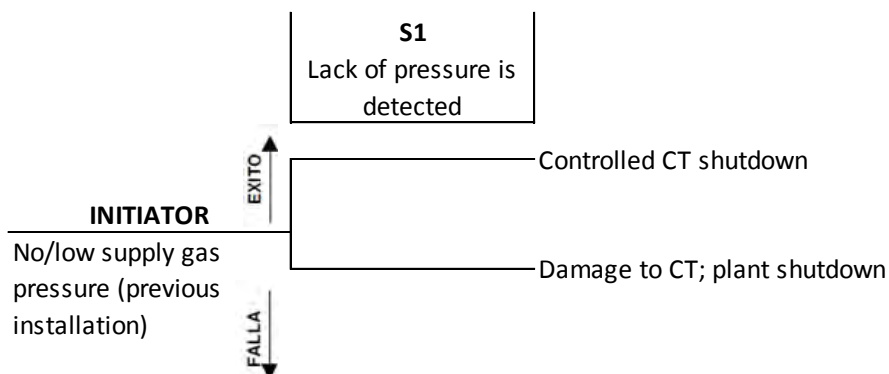 S1
Lack of pressure is
detected
EXITO
Controlled CT shutdown
INITIATOR
No/low supply gas
pressure (previous
installation)
Damage to CT; plant shutdown
FALLA